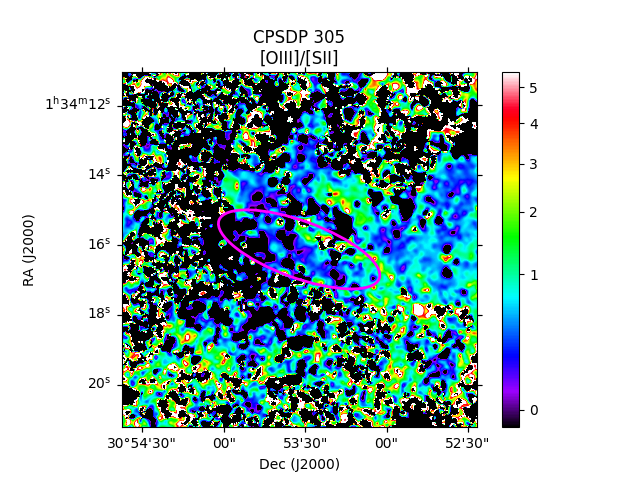 CPSDP 305
[OIII]/[SII]
1ʰ34ᵐ12ˢ
14ˢ
16ˢ
18ˢ
20ˢ
RA (J2000)
30°54'30" 00" 53'30" 00" 52'30"
Dec (J2000)
5
4
3
2
1
0